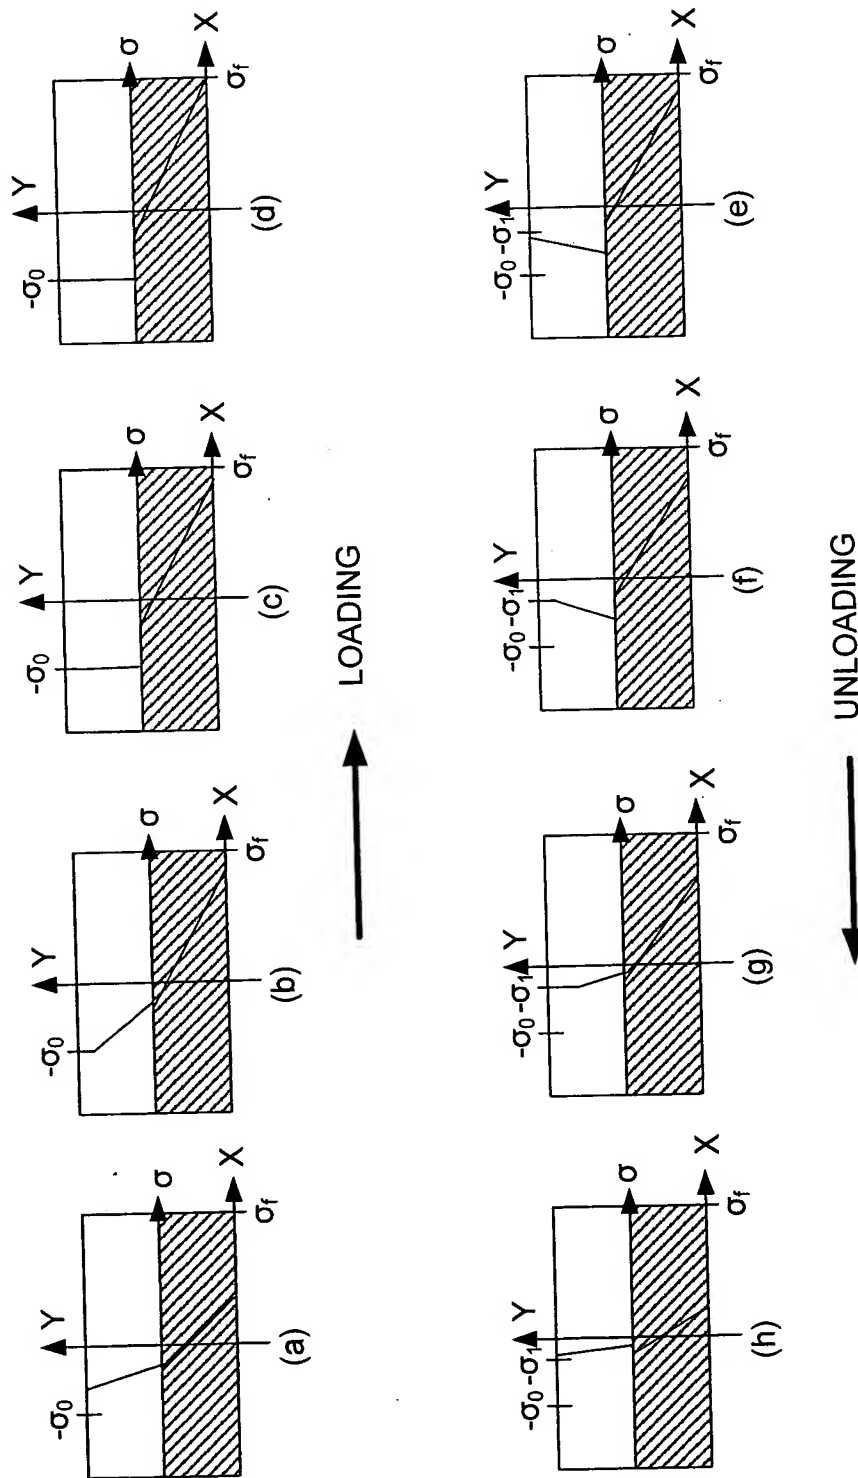 Y
-σ₀
σ
X
σf
(a)
Y
-σ₀
σ
X
σf
(b)
Y
-σ₀
σ
X
σf
(c)
Y
-σ₀
σ
X
σf
(d)
LOADING
Y
-σ₀ -σ₁
σ
X
σf
(h)
Y
-σ₀ -σ₁
σ
X
σf
(g)
Y
-σ₀ -σ₁
σ
X
σf
(f)
Y
-σ₀ -σ₁
σ
X
σf
(e)
UNLOADING